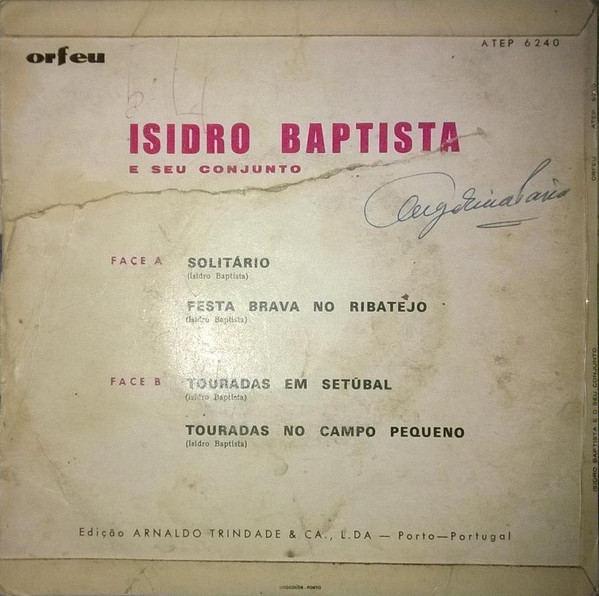 orfeu
ATEP 6240
ISIDRO BAPTISTA
E SEU CONJUNTO
FACE A SOLITÁRIO
(Isidro Baptista)
FESTA BRAVA NO RIBATEJO
(Isidro Baptista)
FACE B TOURADAS EM SETÚBAL
(Isidro Baptista)
TOURADAS NO CAMPO PEQUENO
(Isidro Baptista)
Edição ARNALDO TRINDADE & CA., L.DA — Porto—Portugal
ORFEU
ISIDRO BAPTISTA E O SEU CONJUNTO